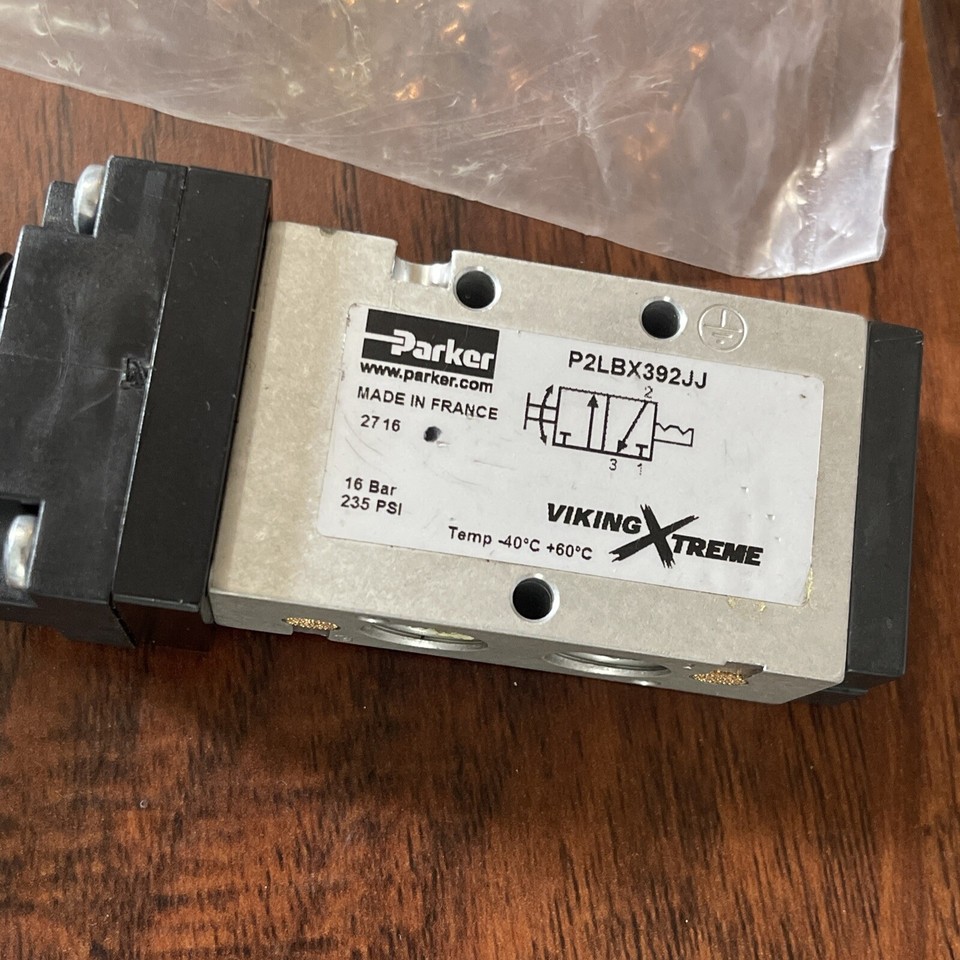 Parker
www.parker.com
MADE IN FRANCE
2716
16 Bar
235 PSI
Temp -40°C +60°C
P2LBX392JJ
2
3 1
VIKING XTREME